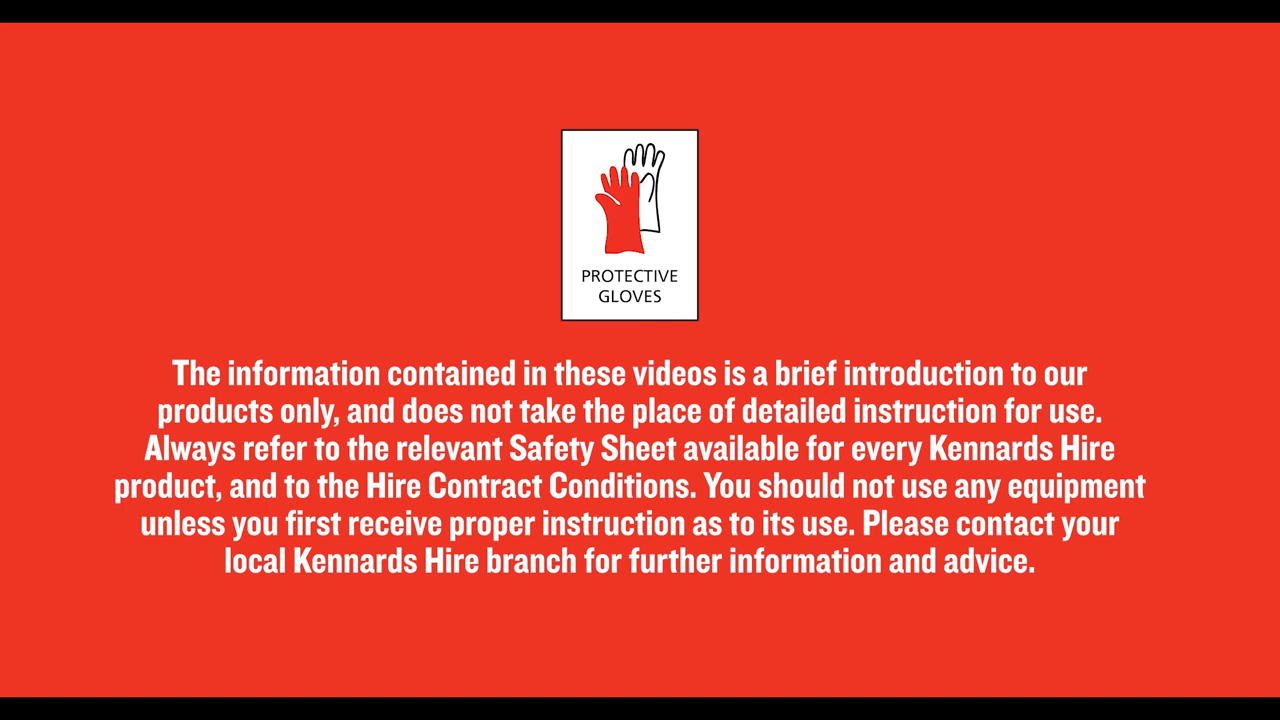 PROTECTIVE
GLOVES
The information contained in these videos is a brief introduction to our
products only, and does not take the place of detailed instruction for use.
Always refer to the relevant Safety Sheet available for every Kennards Hire
product, and to the Hire Contract Conditions. You should not use any equipment
unless you first receive proper instruction as to its use. Please contact your
local Kennards Hire branch for further information and advice.